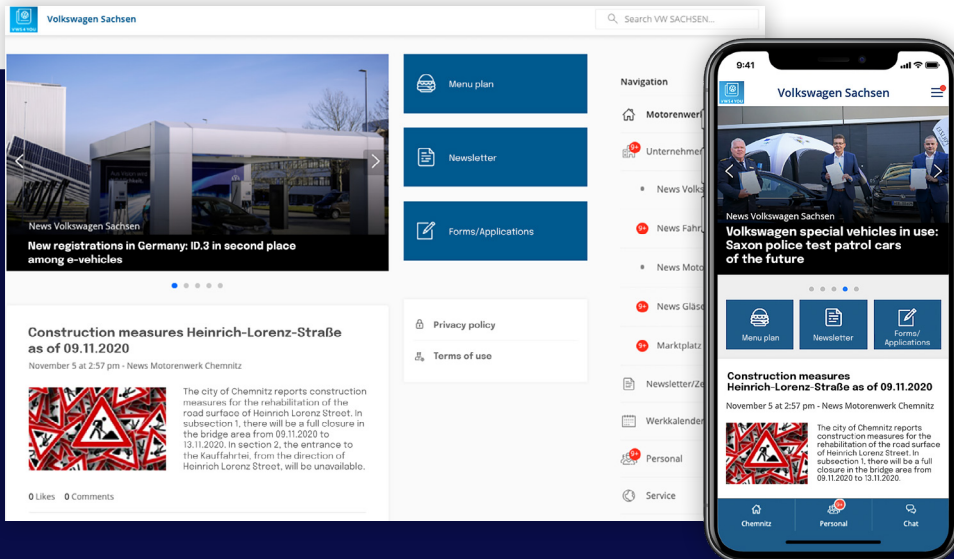 VWS4YOU
Volkswagen Sachsen
Search VW SACHSEN...
News Volkswagen Sachsen
New registrations in Germany: ID.3 in second place
among e-vehicles
Menu plan
Newsletter
Forms/Applications
Privacy policy
Terms of use
Construction measures Heinrich-Lorenz-Straße
as of 09.11.2020
November 5 at 2:57 pm - News Motorenwerk Chemnitz
The city of Chemnitz reports construction
measures for the rehabilitation of the
road surface of Heinrich Lorenz Street. In
subsection 1, there will be a full closure in
the bridge area from 09.11.2020 to
13.11.2020. In section 2, the entrance to
the Kauffahrtei, from the direction of
Heinrich Lorenz Street, will be unavailable.
0 Likes 0 Comments
Navigation
Motorenwerk
9+
Unternehmen
News Volks
9+
News Fahr
News Moto
9+
News Gläse
9+
Marktplatz
Newsletter/Ze
Werkkalender
9+
Personal
Service
9:41
VWS4YOU
Volkswagen Sachsen
News Volkswagen Sachsen
Volkswagen special vehicles in use:
Saxon police test patrol cars
of the future
Menu plan
Newsletter
Forms/
Applications
Construction measures
Heinrich-Lorenz-Straße as of 09.11.2020
November 5 at 2:57 pm - News Motorenwerk Chemnitz
The city of Chemnitz reports
construction measures for the
rehabilitation of the road surface
of Heinrich Lorenz Street. In
subsection 1, there will be a full
closure in the bridge area from
09.11.2020 to 13.11.2020.
Chemnitz
9+
Personal
Chat